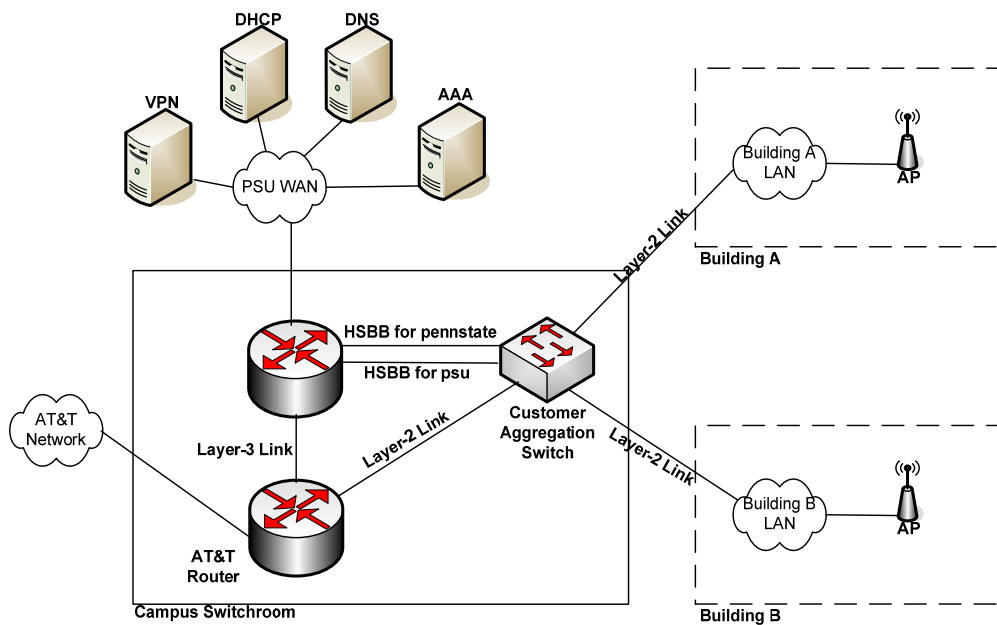 DHCP
DNS
VPN
AAA
PSU WAN
Building A
LAN
AP
Building A
Layer-2 Link
HSBB for pennstate
HSBB for psu
Customer
Aggregation
Switch
AT&T
Network
Layer-3 Link
Layer-2 Link
Layer-2 Link
Building B
LAN
AP
AT&T
Router
Campus Switchroom
Building B